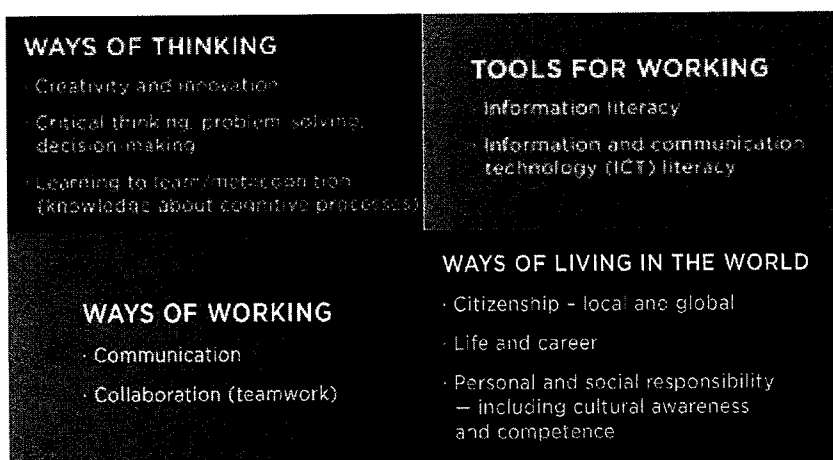 WAYS OF THINKING
· Creativity and innovation
· Critical thinking, problem-solving,
decision-making
· Learning to learn/metacognition
(knowledge about cognitive processes)
TOOLS FOR WORKING
· Information literacy
· Information and communication
technology (ICT) literacy
WAYS OF WORKING
· Communication
· Collaboration (teamwork)
WAYS OF LIVING IN THE WORLD
· Citizenship – local and global
· Life and career
· Personal and social responsibility
— including cultural awareness
and competence